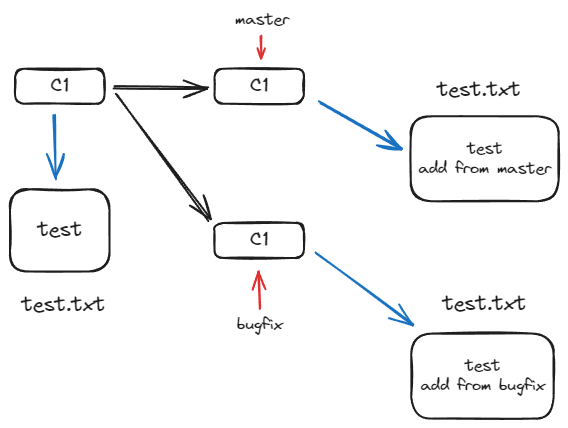 master
C1
C1
test.txt
test
add from master
test
test.txt
C1
bugfix
test.txt
test
add from bugfix